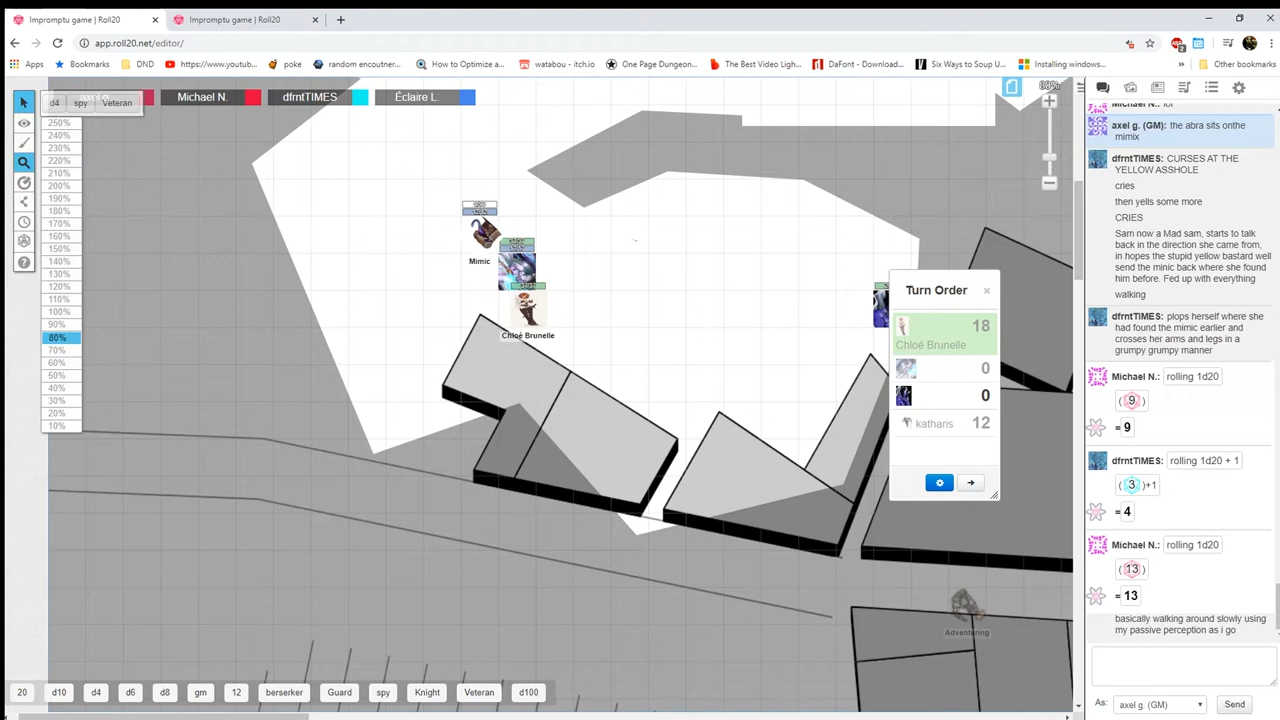 Impromptu game | Roll20
Impromptu game | Roll20
app.roll20.net/editor/
Apps
Bookmarks
DND
https://www.youtub...
poke
random encoutner...
How to Optimize a...
watabou - itch.io
One Page Dungeon...
The Best Video Ligh...
DaFont - Download...
Six Ways to Soup U...
Installing windows...
Other bookmarks
Michael N.
dfrntTIMES
Éclaire L.
d4
spy
Veteran
250%
240%
230%
220%
210%
200%
190%
180%
170%
160%
150%
140%
130%
120%
110%
100%
90%
80%
70%
60%
50%
40%
30%
20%
10%
Mimic
Chloé Brunelle
Turn Order
18
Chloé Brunelle
0
0
katharis 12
Adventuring
20
d10
d4
d6
d8
gm
12
berserker
Guard
spy
Knight
Veteran
d100
Michael N.: lol
axel g. (GM): the abra sits onthe
mimix
dfrntTIMES: CURSES AT THE
YELLOW ASSHOLE
cries
then yells some more
CRIES
Sam now a Mad sam, starts to talk
back in the direction she came from,
in hopes the stupid yellow bastard well
send the minic back where she found
him before. Fed up with everything
walking
dfrntTIMES: plops herself where she
had found the mimic earlier and
crosses her arms and legs in a
grumpy grumpy manner
Michael N.: rolling 1d20
(9)
= 9
dfrntTIMES: rolling 1d20 + 1
(3)+1
= 4
Michael N.: rolling 1d20
(13)
= 13
basically walking around slowly using
my passive perception as i go
As: axel g. (GM)
Send